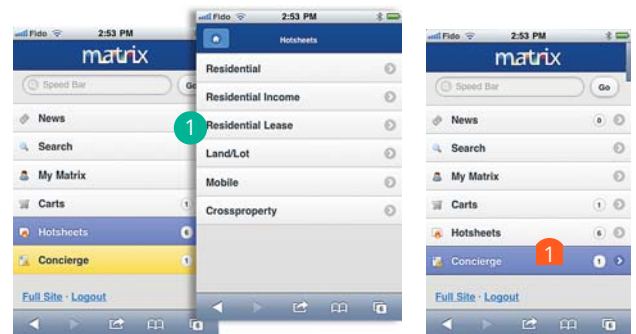 Fido 2:53 PM
matrix
Speed Bar Go
News
Search
My Matrix
Carts 1
Hotsheets 6
Concierge 1
Full Site · Logout
6
Fido 2:53 PM
Hotsheets
Residential
Residential Income
1 Residential Lease
Land/Lot
Mobile
Crossproperty
6
Fido 2:53 PM
matrix
Speed Bar Go
News 0
Search
My Matrix
Carts 1
Hotsheets 6
Concierge 1 1
Full Site · Logout
6